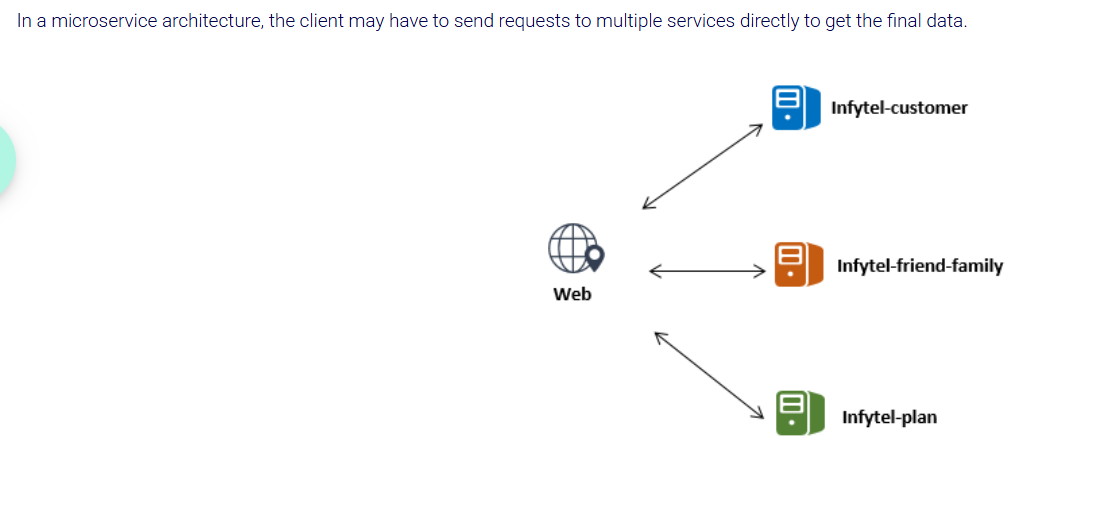 In a microservice architecture, the client may have to send requests to multiple services directly to get the final data.
Infytel-customer
Infytel-friend-family
Web
Infytel-plan